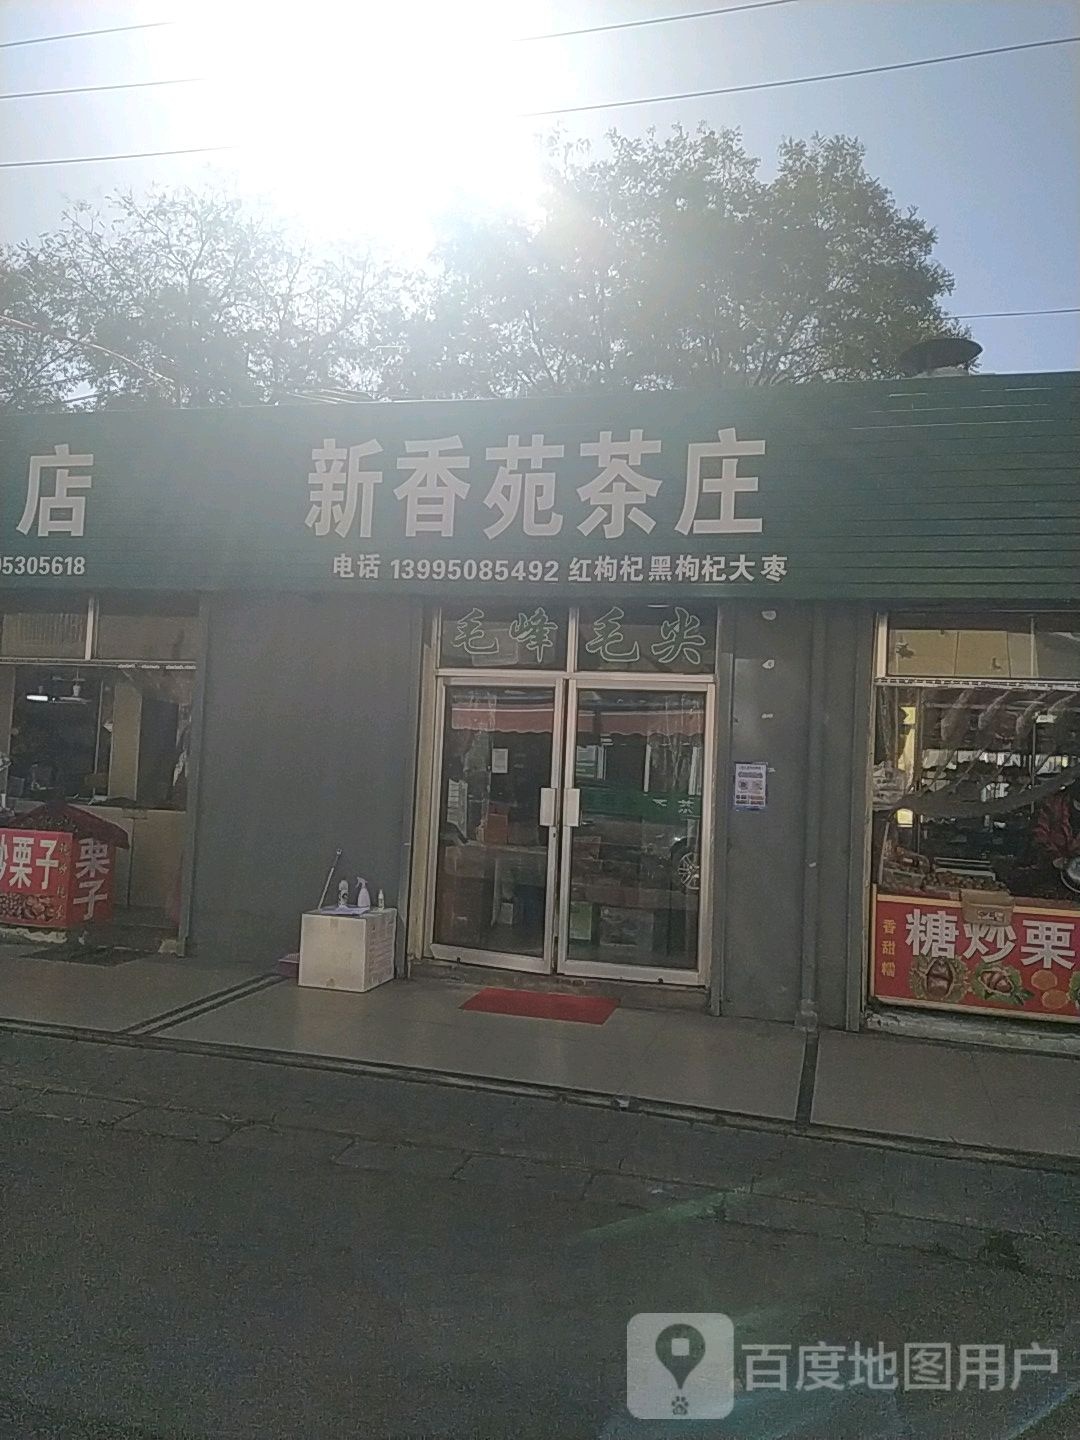 店
95305618
新香苑茶庄
电话 13995085492 红枸杞黑枸杞大枣
毛峰 毛尖
茶
炒栗子
栗子
香甜糯
糖炒栗
百度地图用户